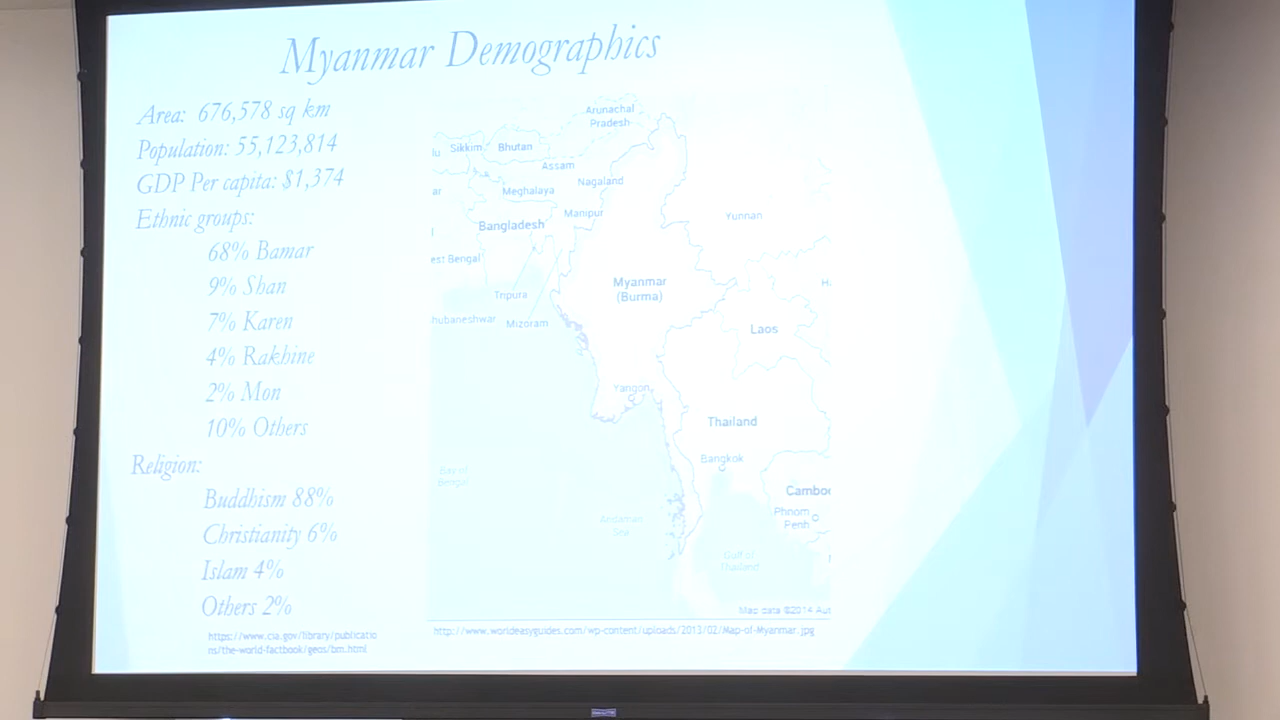 Myanmar Demographics
Area: 676,578 sq km
Population: 55,123,814
GDP Per capita: $1,374
Ethnic groups:
68% Bamar
9% Shan
7% Karen
4% Rakhine
2% Mon
10% Others
Religion:
Buddhism 88%
Christianity 6%
Islam 4%
Others 2%
https://www.cia.gov/library/publicatio
ns/the-world-factbook/geos/bm.html
Arunachal
Pradesh
lu
Sikkim
Bhutan
Assam
Nagaland
ar
Meghalaya
Manipur
Bangladesh
Yunnan
est Bengal
Myanmar
(Burma)
Tripura
hubaneshwar
Mizoram
Laos
Yangon
Thailand
Bangkok
Bay of
Bengal
Cambo
Phnom
Penh
Andaman
Sea
Gulf of
Thailand
Map data ©2014 Aut
http://www.worldeasyguides.com/wp-content/uploads/2013/02/Map-of-Myanmar.jpg